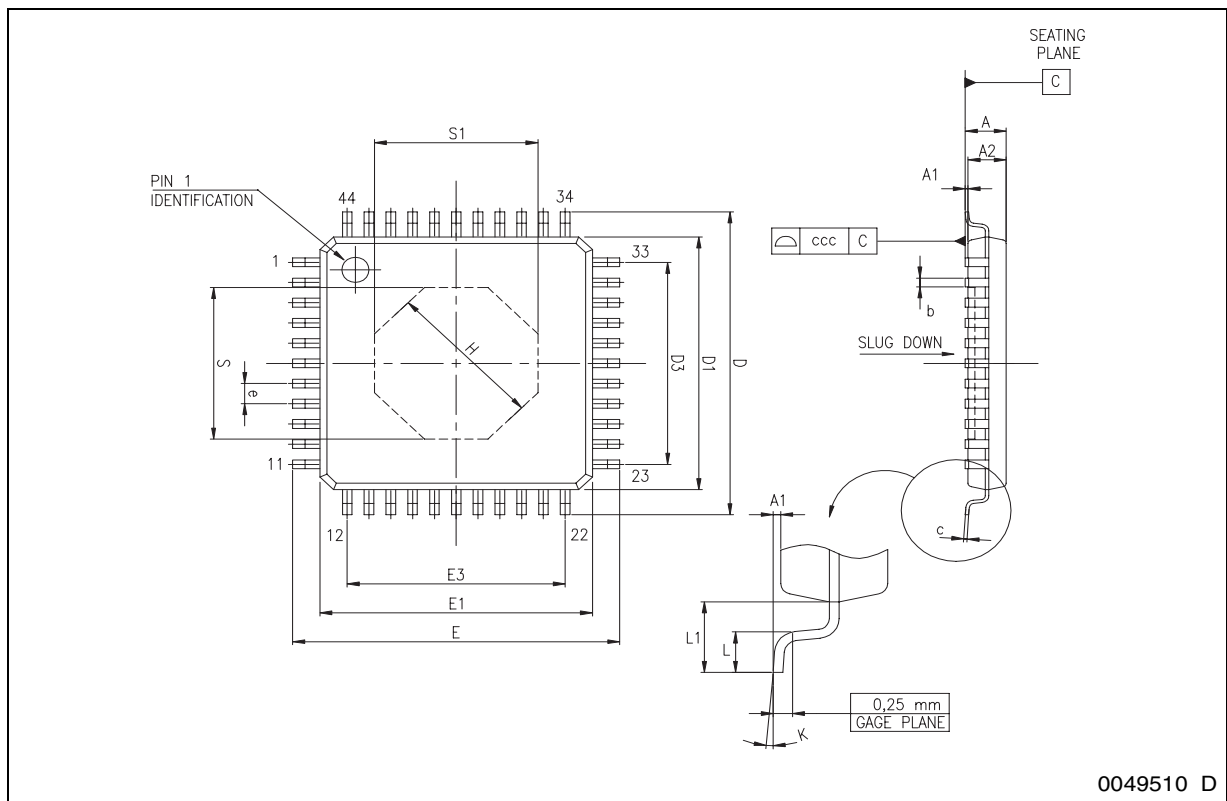 SEATING
PLANE
C
A
A2
A1
S1
PIN 1
IDENTIFICATION
44
34
1
33
ccc
C
b
SLUG DOWN
S
e
H
D3
D1
D
11
23
12
22
A1
c
E3
E1
E
L1
L
0,25 mm
GAGE PLANE
K
0049510 D